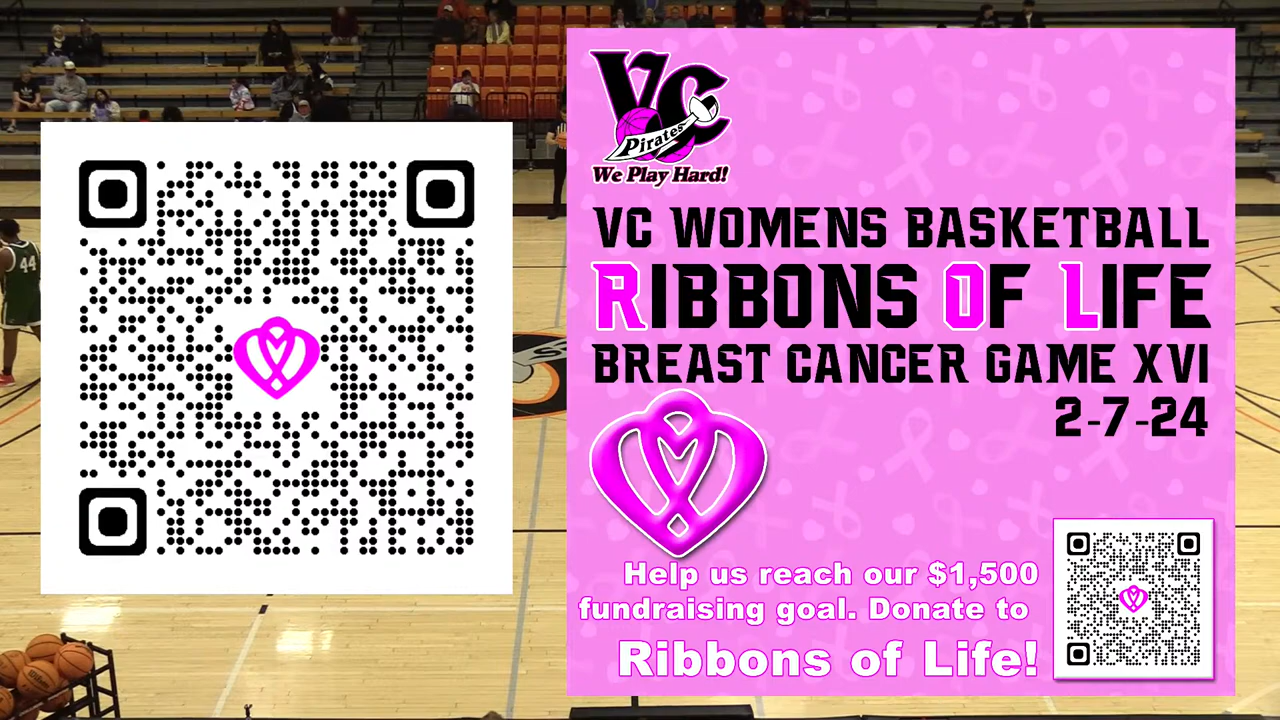 44
VC
Pirates
We Play Hard!
VC WOMENS BASKETBALL
RIBBONS OF LIFE
BREAST CANCER GAME XVI
2-7-24
Help us reach our $1,500
fundraising goal. Donate to
Ribbons of Life!